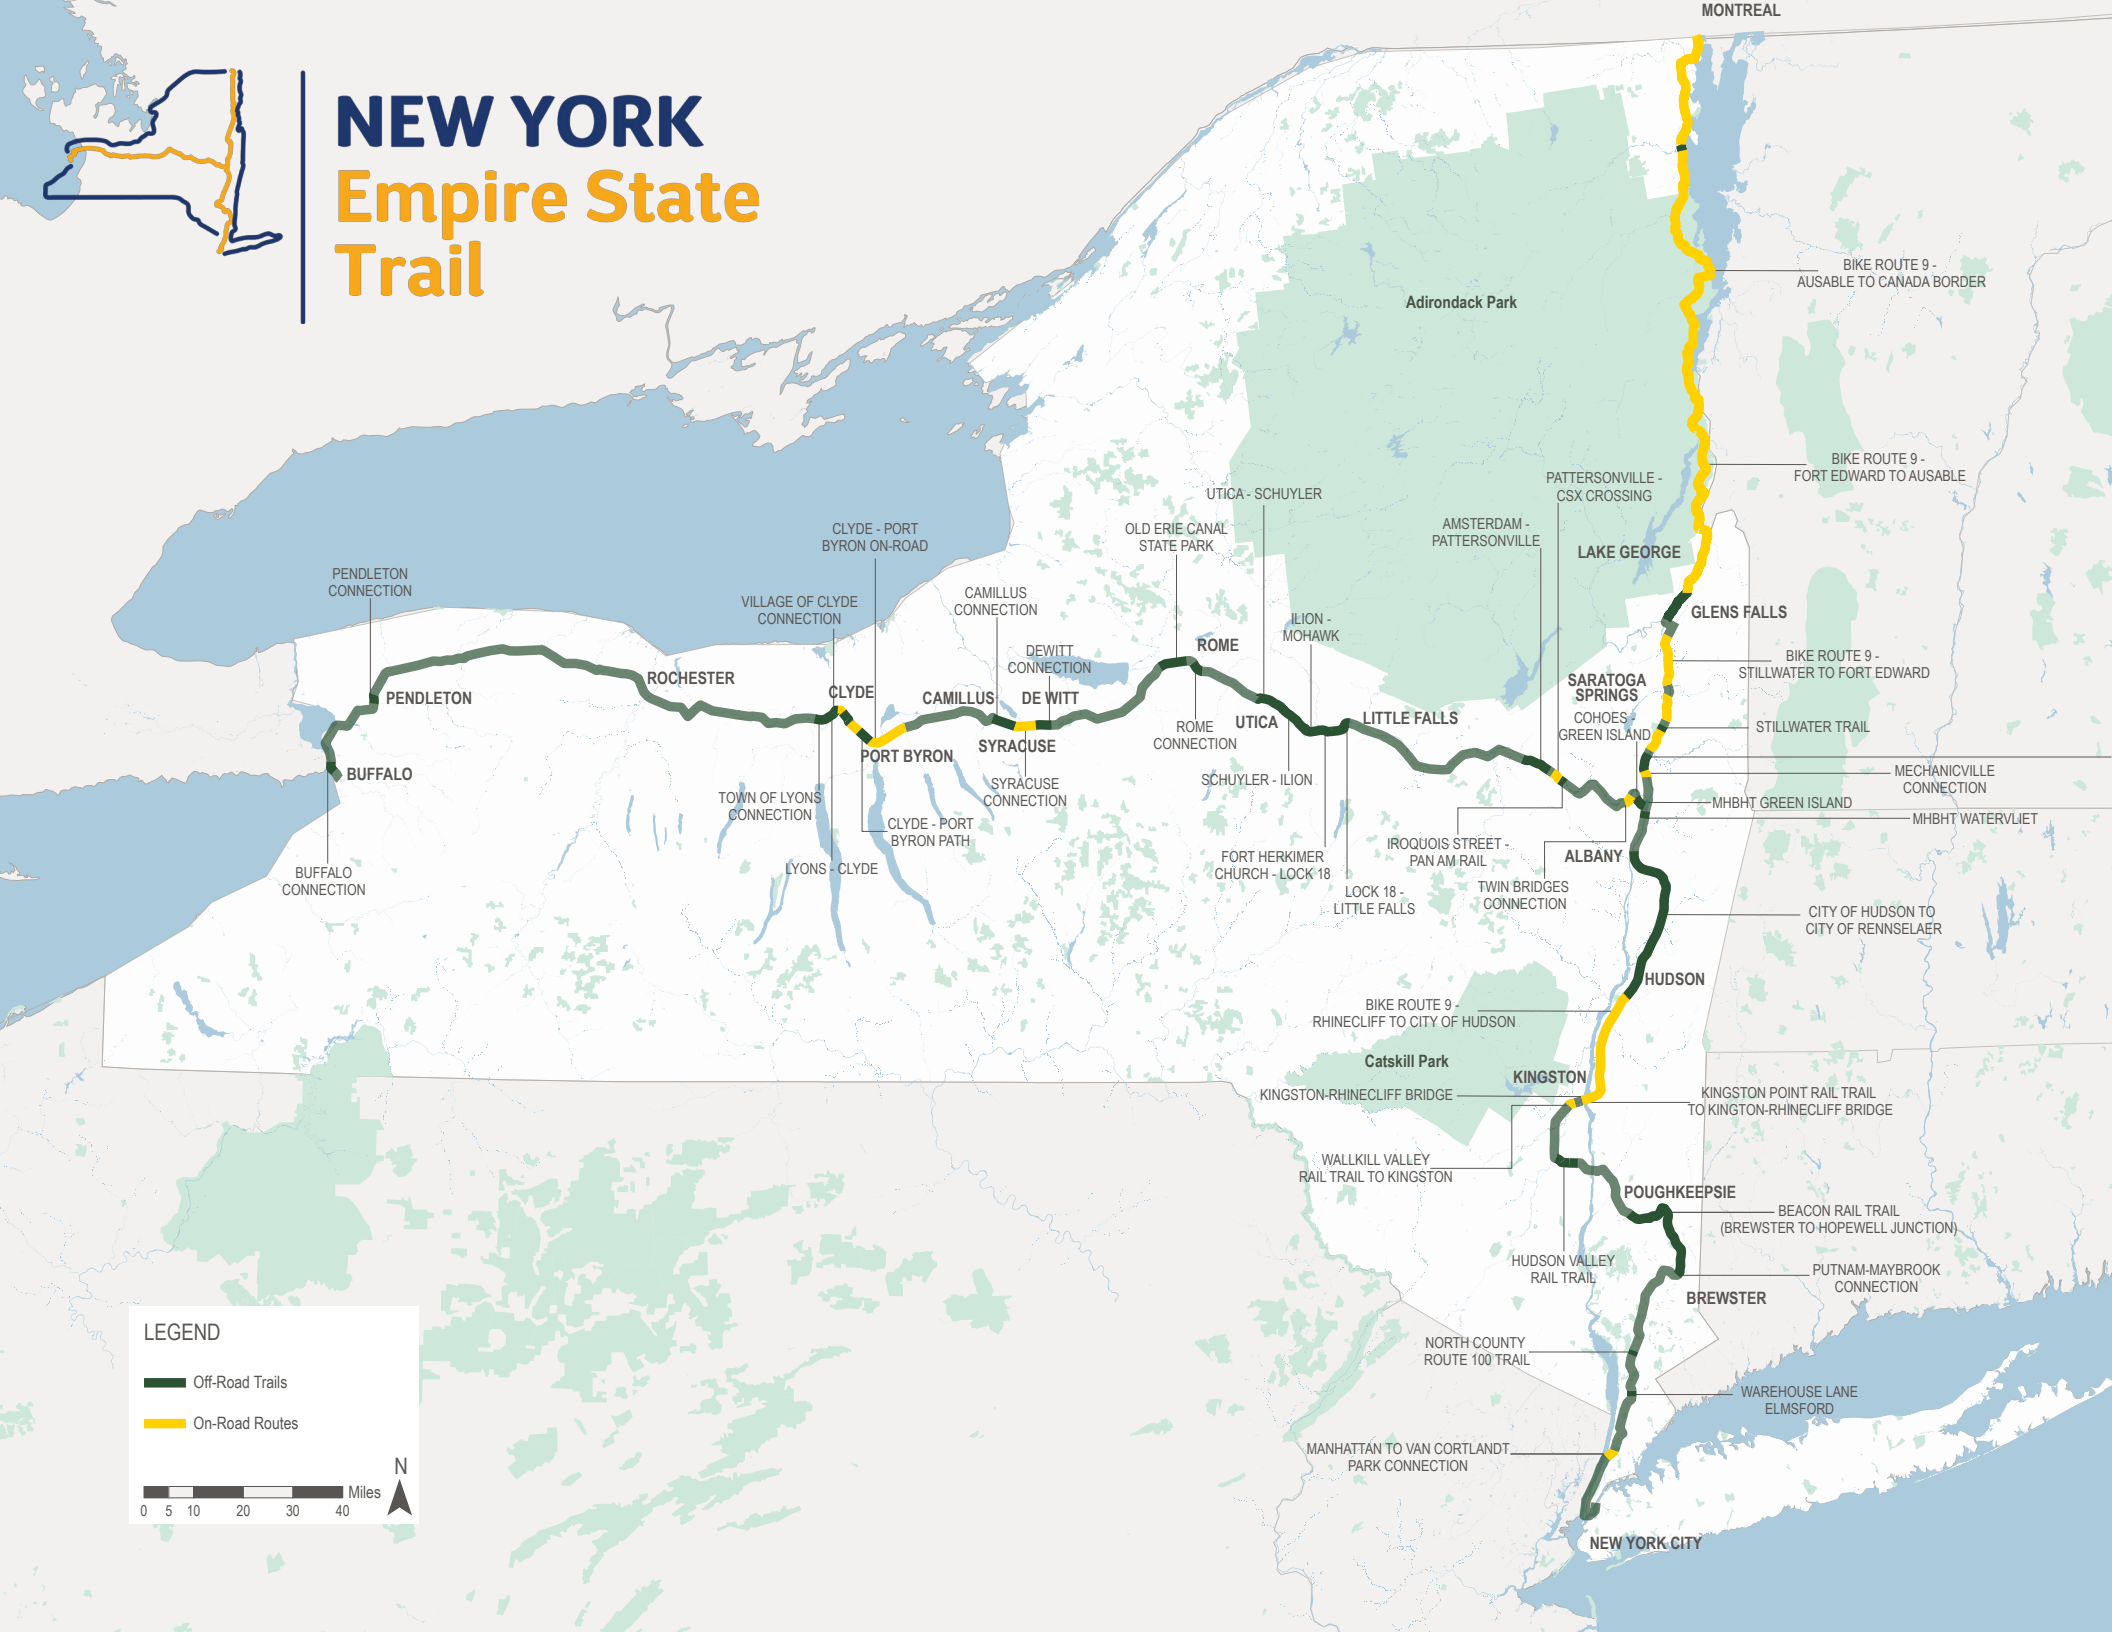 MONTREAL
NEW YORK
Empire State
Trail
BIKE ROUTE 9 -
AUSABLE TO CANADA BORDER
Adirondack Park
BIKE ROUTE 9 -
FORT EDWARD TO AUSABLE
PATTERSONVILLE -
CSX CROSSING
UTICA - SCHUYLER
AMSTERDAM -
PATTERSONVILLE
OLD ERIE CANAL
STATE PARK
CLYDE - PORT
BYRON ON-ROAD
LAKE GEORGE
PENDLETON
CONNECTION
CAMILLUS
CONNECTION
VILLAGE OF CLYDE
CONNECTION
GLENS FALLS
ILION -
MOHAWK
ROME
DEWITT
CONNECTION
BIKE ROUTE 9 -
STILLWATER TO FORT EDWARD
ROCHESTER
SARATOGA
SPRINGS
PENDLETON
CLYDE
CAMILLUS
DE WITT
UTICA
LITTLE FALLS
COHOES -
GREEN ISLAND
STILLWATER TRAIL
ROME
CONNECTION
SYRACUSE
PORT BYRON
BUFFALO
SCHUYLER - ILION
MECHANICVILLE
CONNECTION
SYRACUSE
CONNECTION
TOWN OF LYONS
CONNECTION
MHBHT GREEN ISLAND
MHBHT WATERVLIET
CLYDE - PORT
BYRON PATH
IROQUOIS STREET -
PAN AM RAIL
ALBANY
FORT HERKIMER
CHURCH - LOCK 18
LYONS - CLYDE
BUFFALO
CONNECTION
LOCK 18 -
LITTLE FALLS
TWIN BRIDGES
CONNECTION
CITY OF HUDSON TO
CITY OF RENNSELAER
HUDSON
BIKE ROUTE 9 -
RHINECLIFF TO CITY OF HUDSON
Catskill Park
KINGSTON
KINGSTON-RHINECLIFF BRIDGE
KINGSTON POINT RAIL TRAIL
TO KINGTON-RHINECLIFF BRIDGE
WALLKILL VALLEY
RAIL TRAIL TO KINGSTON
POUGHKEEPSIE
BEACON RAIL TRAIL
(BREWSTER TO HOPEWELL JUNCTION)
HUDSON VALLEY
RAIL TRAIL
PUTNAM-MAYBROOK
CONNECTION
BREWSTER
NORTH COUNTY
ROUTE 100 TRAIL
WAREHOUSE LANE
ELMSFORD
MANHATTAN TO VAN CORTLANDT
PARK CONNECTION
NEW YORK CITY
LEGEND
Off-Road Trails
On-Road Routes
N
Miles
0 5 10 20 30 40